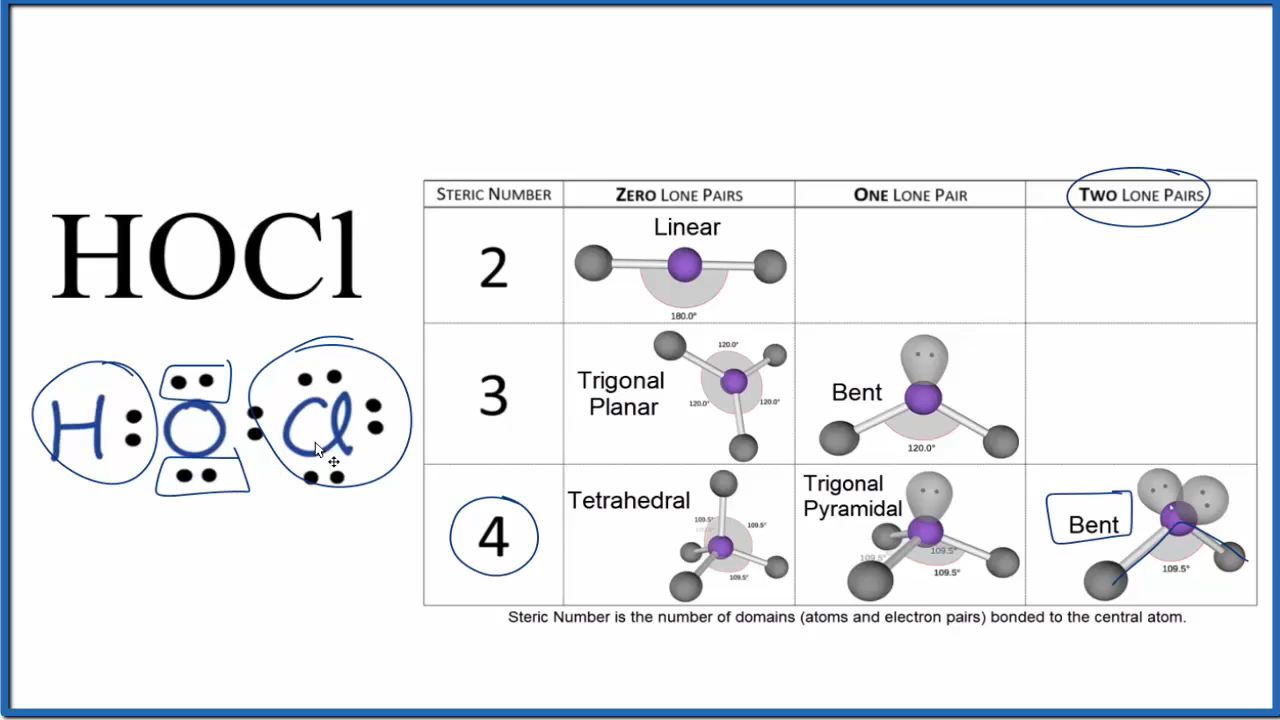 HOCl
H O Cl
STERIC NUMBER ZERO LONE PAIRS ONE LONE PAIR TWO LONE PAIRS
2
Linear
180.0°
3
Trigonal
Planar
120.0°
120.0°
120.0°
Bent
120.0°
4
Tetrahedral
109.5°
109.5°
109.5°
Trigonal
Pyramidal
109.5°
109.5°
109.5°
Bent
109.5°
Steric Number is the number of domains (atoms and electron pairs) bonded to the central atom.